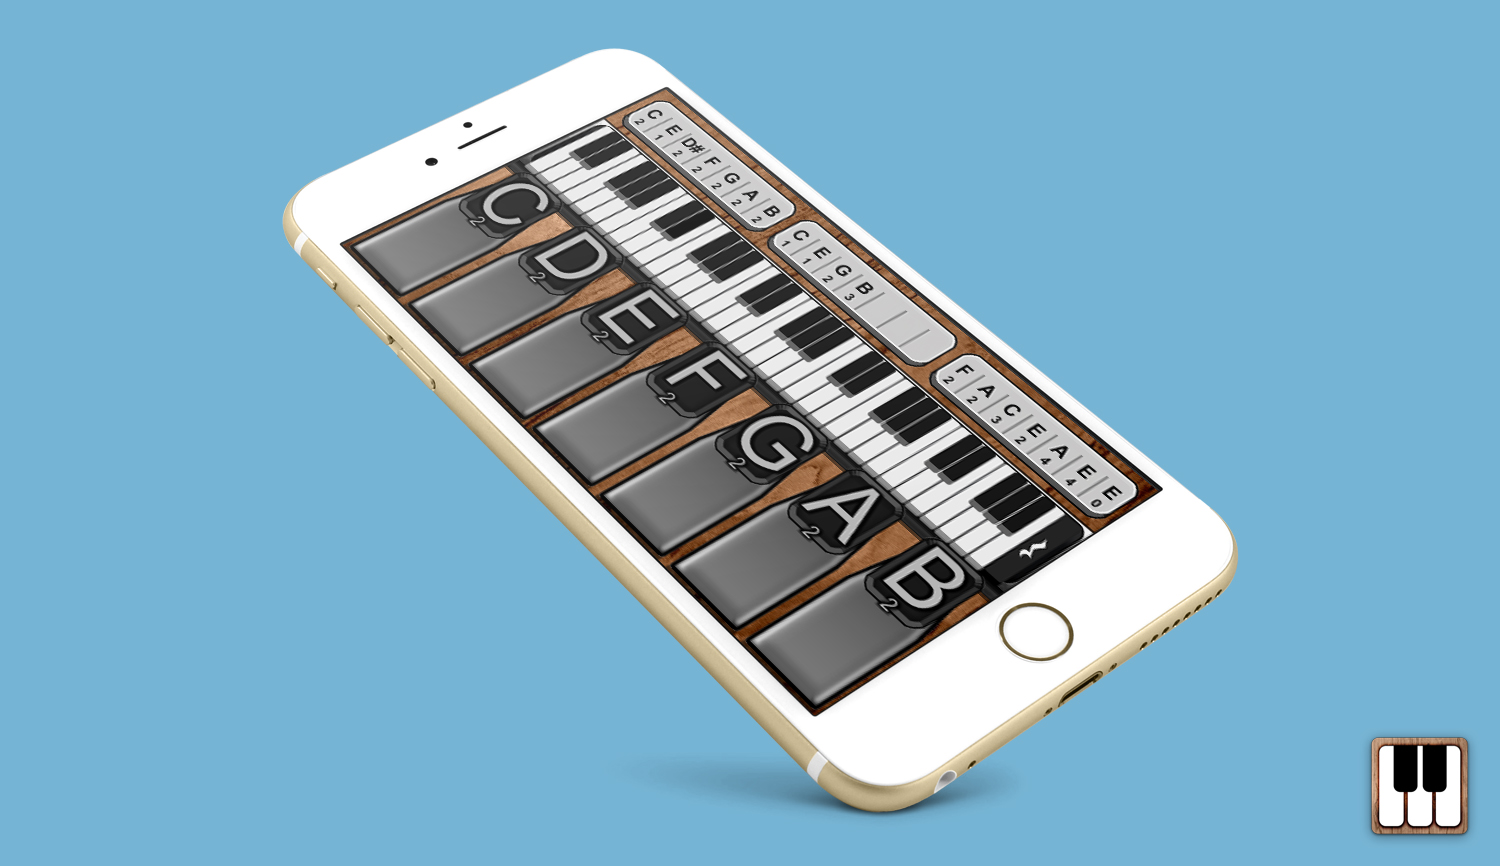 C E D# F G A B
2 1 2 2 2 2 2
C E G B
1 1 2 3
F A C E A E E
2 2 3 2 4 4 0
C D E F G A B
2 2 2 2 2 2 2